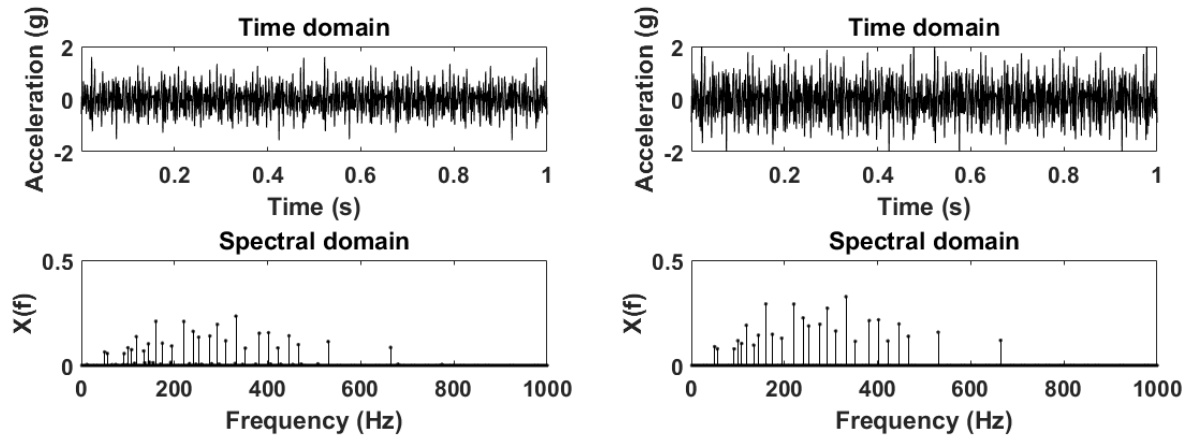 Time domain
Acceleration (g)
2
0
-2
0.2 0.4 0.6 0.8 1
Time (s)
Spectral domain
X(f)
0.5
0
0 200 400 600 800 1000
Frequency (Hz)
Time domain
Acceleration (g)
2
0
-2
0.2 0.4 0.6 0.8 1
Time (s)
Spectral domain
X(f)
0.5
0
0 200 400 600 800 1000
Frequency (Hz)